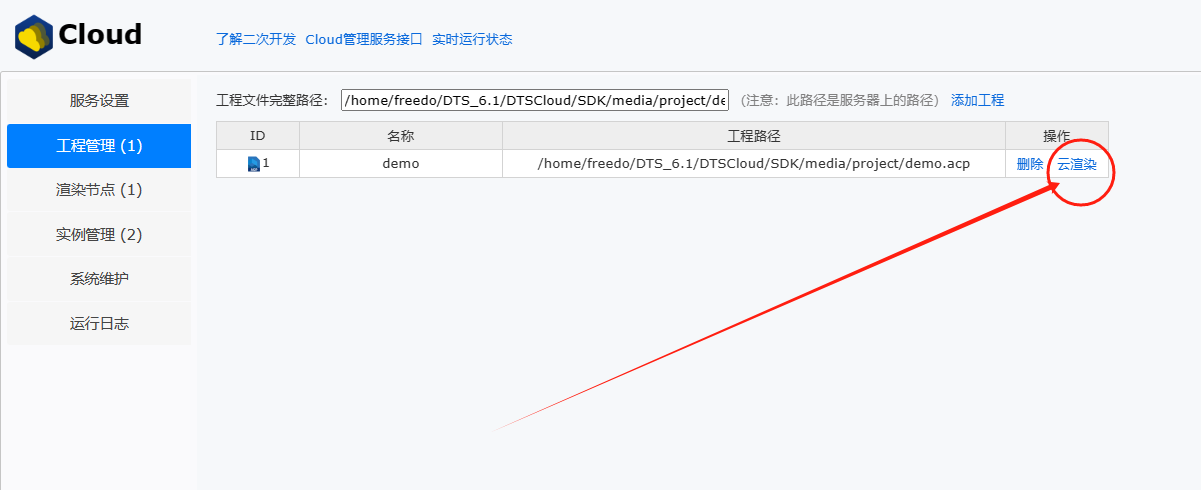 Cloud
了解二次开发 Cloud管理服务接口 实时运行状态
服务设置
工程管理 (1)
渲染节点 (1)
实例管理 (2)
系统维护
运行日志
工程文件完整路径： /home/freedo/DTS_6.1/DTSCloud/SDK/media/project/de （注意：此路径是服务器上的路径） 添加工程
ID 名称 工程路径 操作
1 demo /home/freedo/DTS_6.1/DTSCloud/SDK/media/project/demo.acp 删除 云渲染